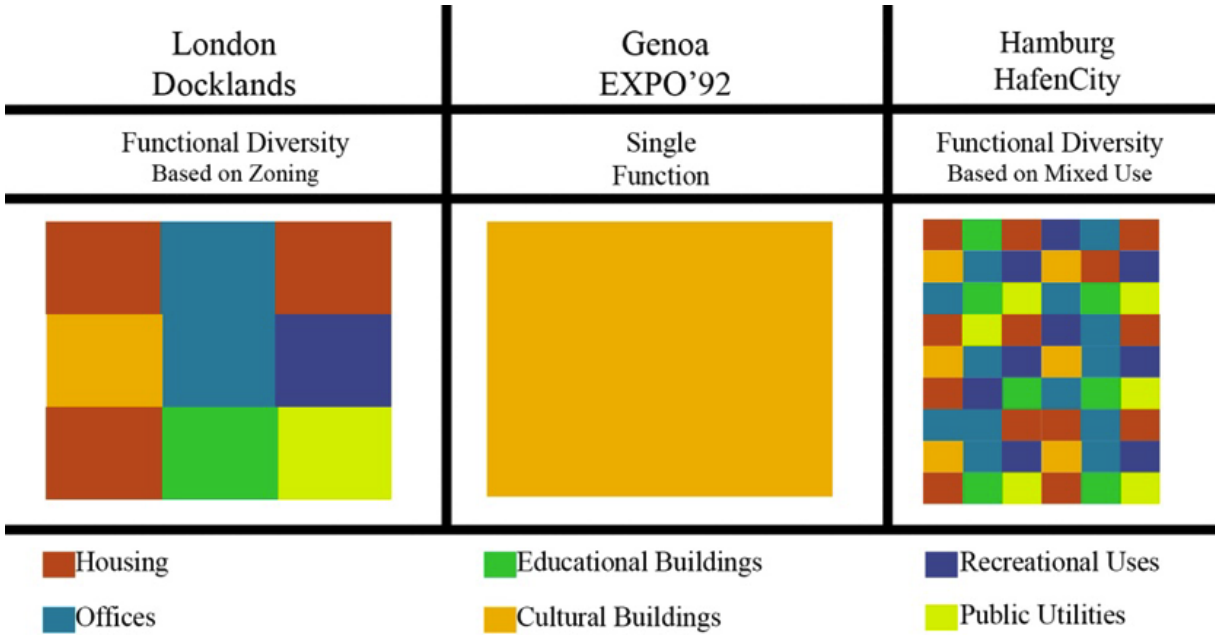 London
Docklands
Genoa
EXPO'92
Hamburg
HafenCity
Functional Diversity
Based on Zoning
Single
Function
Functional Diversity
Based on Mixed Use
Housing
Educational Buildings
Recreational Uses
Offices
Cultural Buildings
Public Utilities